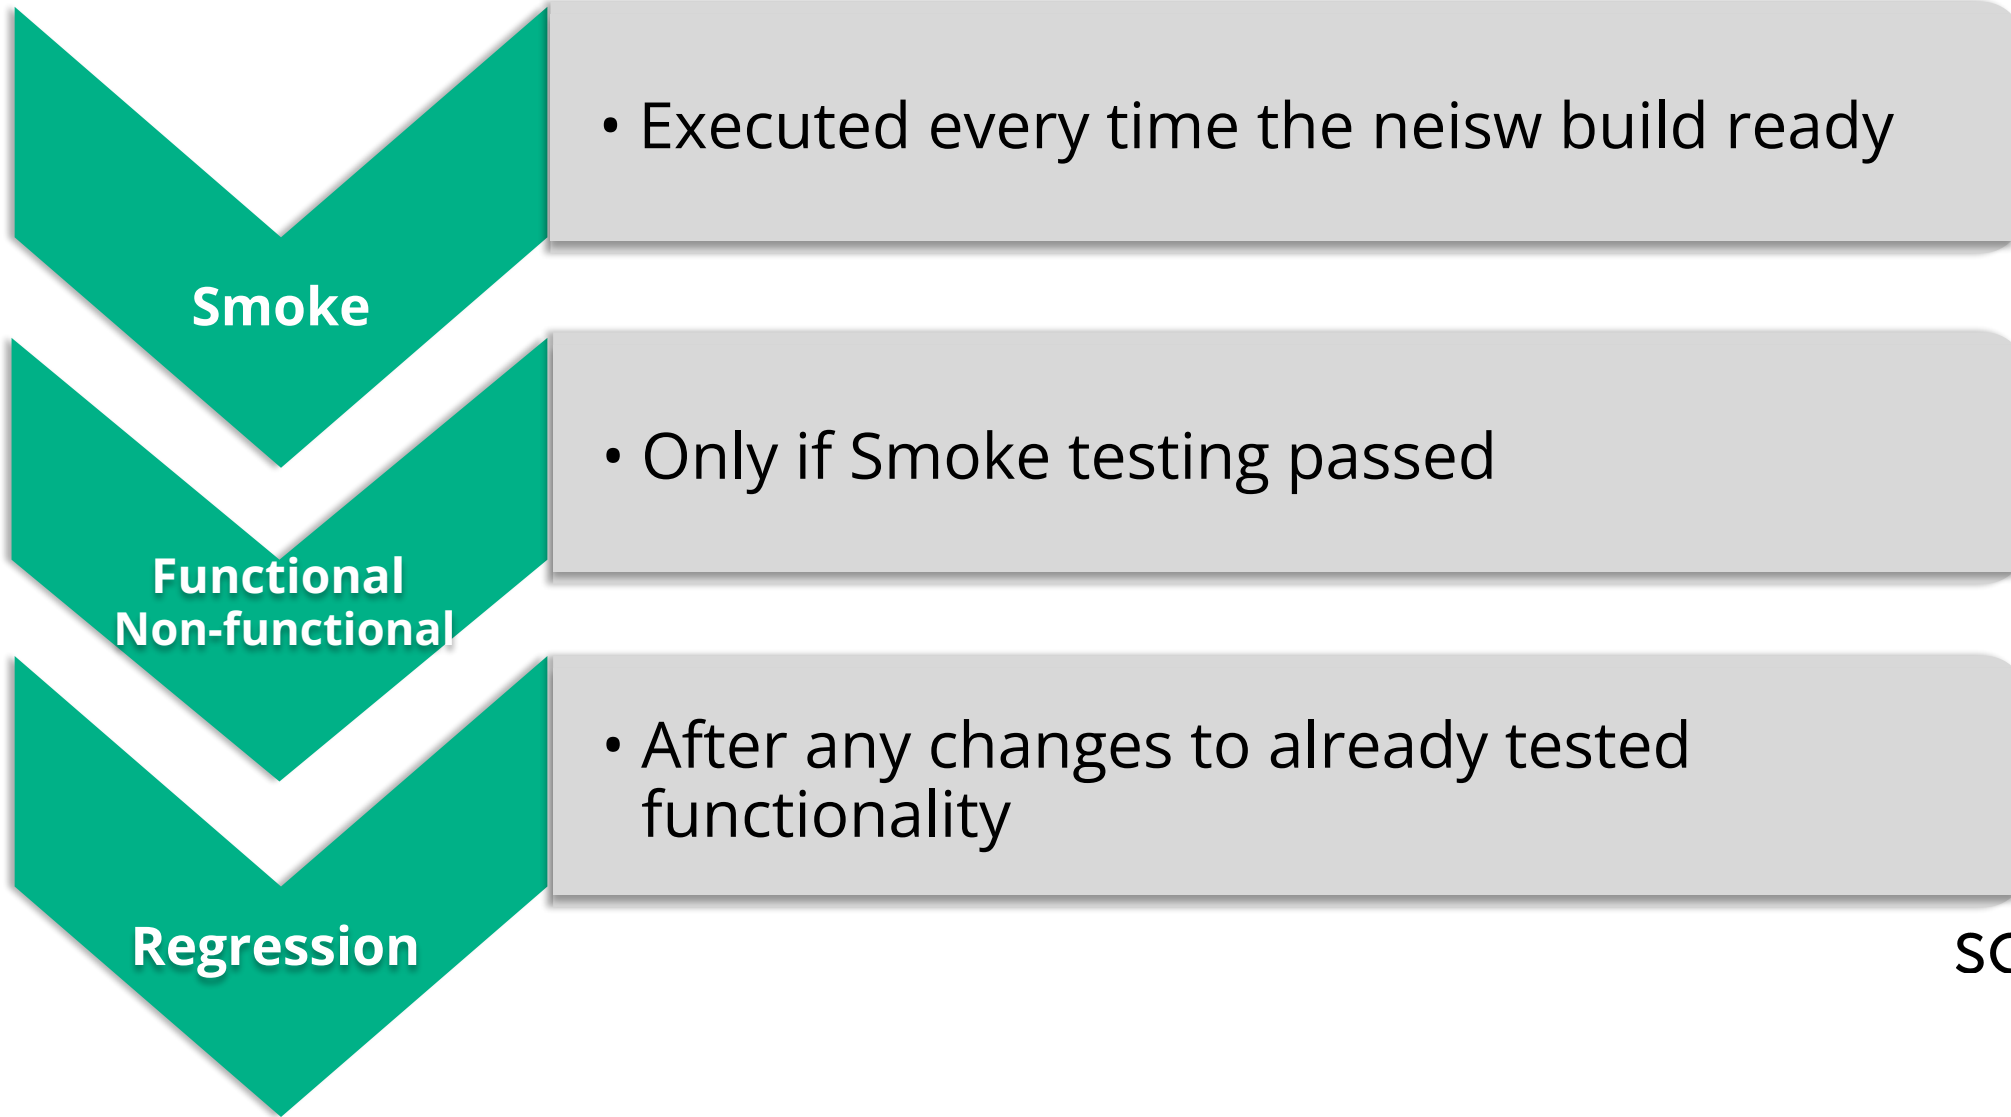 • Executed every time the neisw build ready
Smoke
• Only if Smoke testing passed
Functional
Non-functional
• After any changes to already tested
functionality
Regression